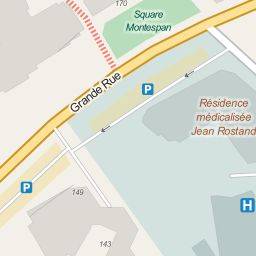 170
Square
Montespan
Grande Rue
P
Résidence
médicalisée
Jean Rostand
P
149
H
143